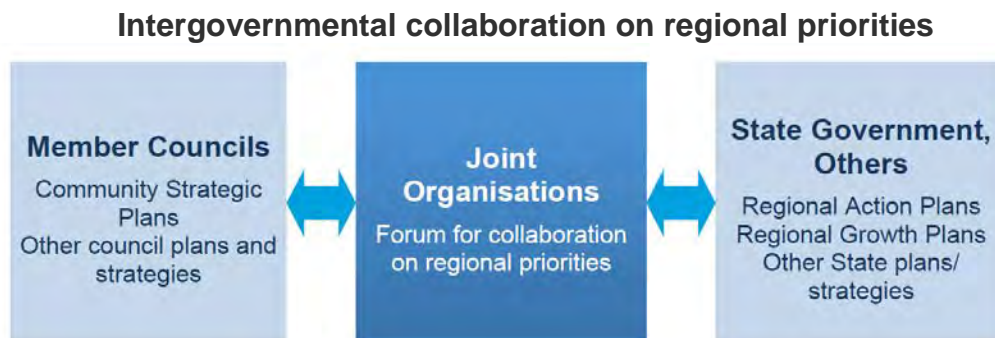 Intergovernmental collaboration on regional priorities
Member Councils
Community Strategic
Plans
Other council plans and
strategies
Joint
Organisations
Forum for collaboration
on regional priorities
State Government,
Others
Regional Action Plans
Regional Growth Plans
Other State plans/
strategies